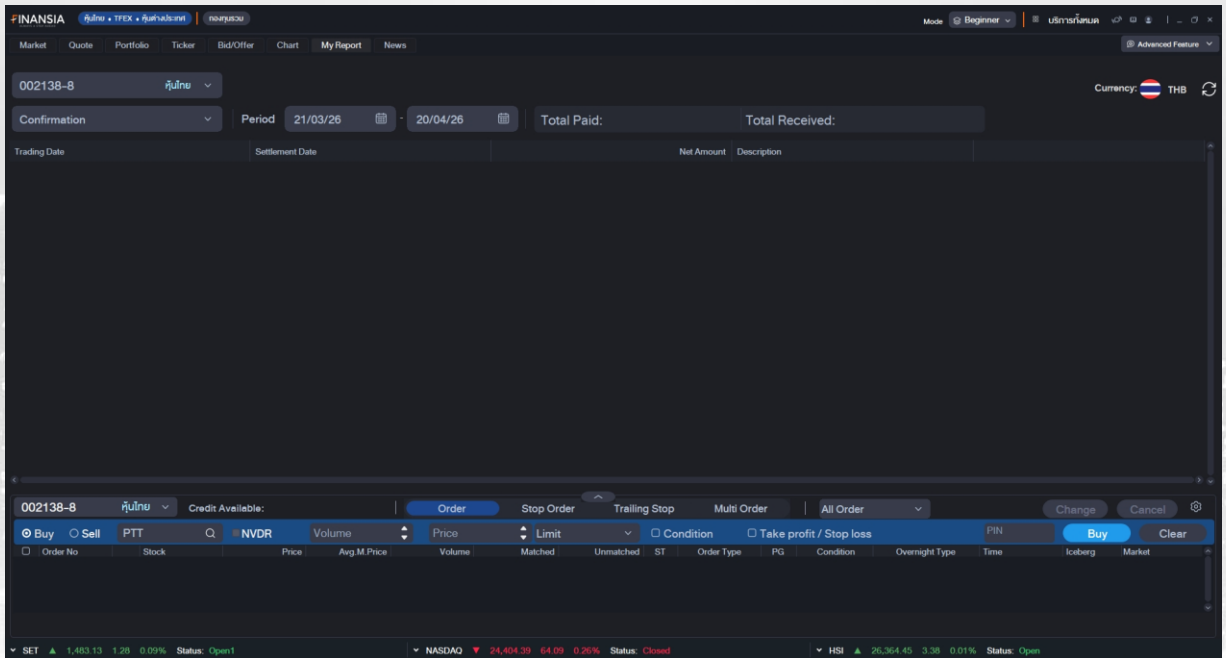 FINANSIA หุ้นไทย • TFEX • หุ้นต่างประเทศ กองทุนรวม Mode Beginner บริการทั้งหมด
Market Quote Portfolio Ticker Bid/Offer Chart My Report News Advanced Feature
002138-8 หุ้นไทย Currency: THB
Confirmation Period 21/03/26 - 20/04/26 Total Paid: Total Received:
Trading Date Settlement Date Net Amount Description
002138-8 หุ้นไทย Credit Available: Order Stop Order Trailing Stop Multi Order All Order Change Cancel
Buy Sell PTT NVDR Volume Price Limit Condition Take profit / Stop loss PIN Buy Clear
Order No Stock Price Avg.M.Price Volume Matched Unmatched ST Order Type PG Condition Overnight Type Time Iceberg Market
SET ▲ 1,483.13 1.28 0.09% Status: Open1 NASDAQ ▼ 24,404.39 64.09 0.26% Status: Closed HSI ▲ 26,364.45 3.38 0.01% Status: Open